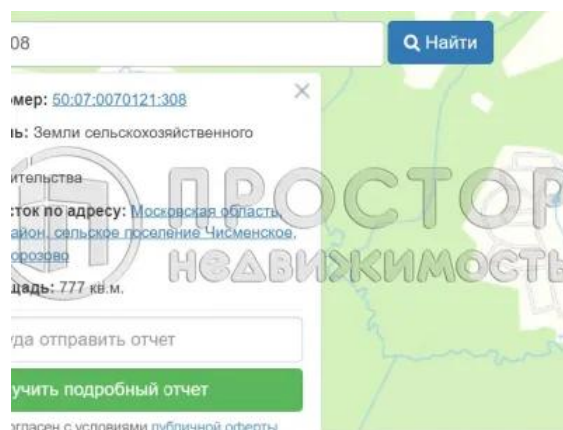 08
Найти
омер: 50:07:0070121:308
ль: Земли сельскохозяйственного
ительства
сток по адресу: Московская область,
айон, сельское поселение Чисменское,
орозово
щадь: 777 кв.м.
уда отправить отчет
учить подробный отчет
огласен с условиями публичной оферты
ПРОСТОР
НЕДВИЖИМОСТЬ